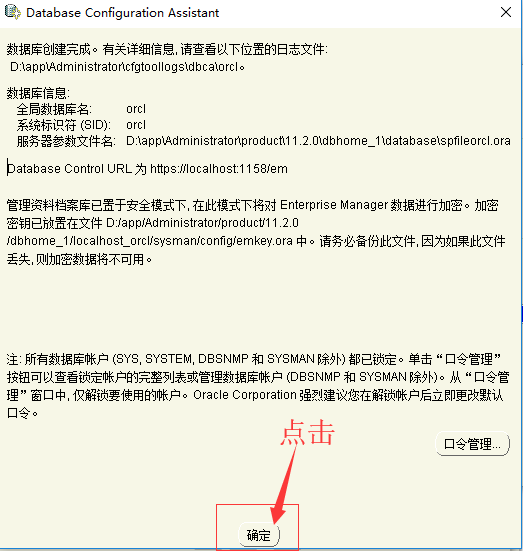 Database Configuration Assistant
数据库创建完成。有关详细信息, 请查看以下位置的日志文件:
D:\app\Administrator\cfgtoollogs\dbca\orcl。
数据库信息:
全局数据库名: orcl
系统标识符 (SID): orcl
服务器参数文件名: D:\app\Administrator\product\11.2.0\dbhome_1\database\spfileorcl.ora
Database Control URL 为 https://localhost:1158/em
管理资料档案库已置于安全模式下, 在此模式下将对 Enterprise Manager 数据进行加密。加密
密钥已放置在文件 D:/app/Administrator/product/11.2.0
/dbhome_1/localhost_orcl/sysman/config/emkey.ora 中。请务必备份此文件, 因为如果此文件
丢失, 则加密数据将不可用。
注: 所有数据库帐户 (SYS, SYSTEM, DBSNMP 和 SYSMAN 除外) 都已锁定。单击“口令管理”
按钮可以查看锁定帐户的完整列表或管理数据库帐户 (DBSNMP 和 SYSMAN 除外)。从“口令管
理”窗口中, 仅解锁要使用的帐户。Oracle Corporation 强烈建议您在解锁帐户后立即更改默认
口令。
点击
口令管理...
确定